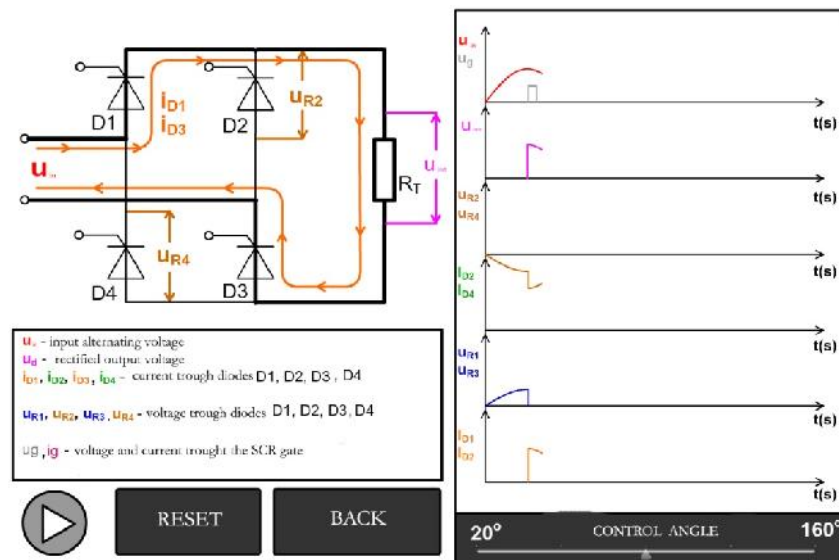 D1
D2
iD1
iD3
uR2
u~
RT
uR4
D4
D3
u~ - input alternating voltage
ud - rectified output voltage
iD1, iD2, iD3, iD4 - current trough diodes D1, D2, D3, D4
uR1, uR2, uR3, uR4 - voltage trough diodes D1, D2, D3, D4
ug, ig - voltage and current trought the SCR gate
RESET
BACK
u~
ug
t(s)
t(s)
uR2
uR4
t(s)
iD2
iD4
t(s)
uR1
uR3
t(s)
iD1
iD2
t(s)
20°
CONTROL ANGLE
160°